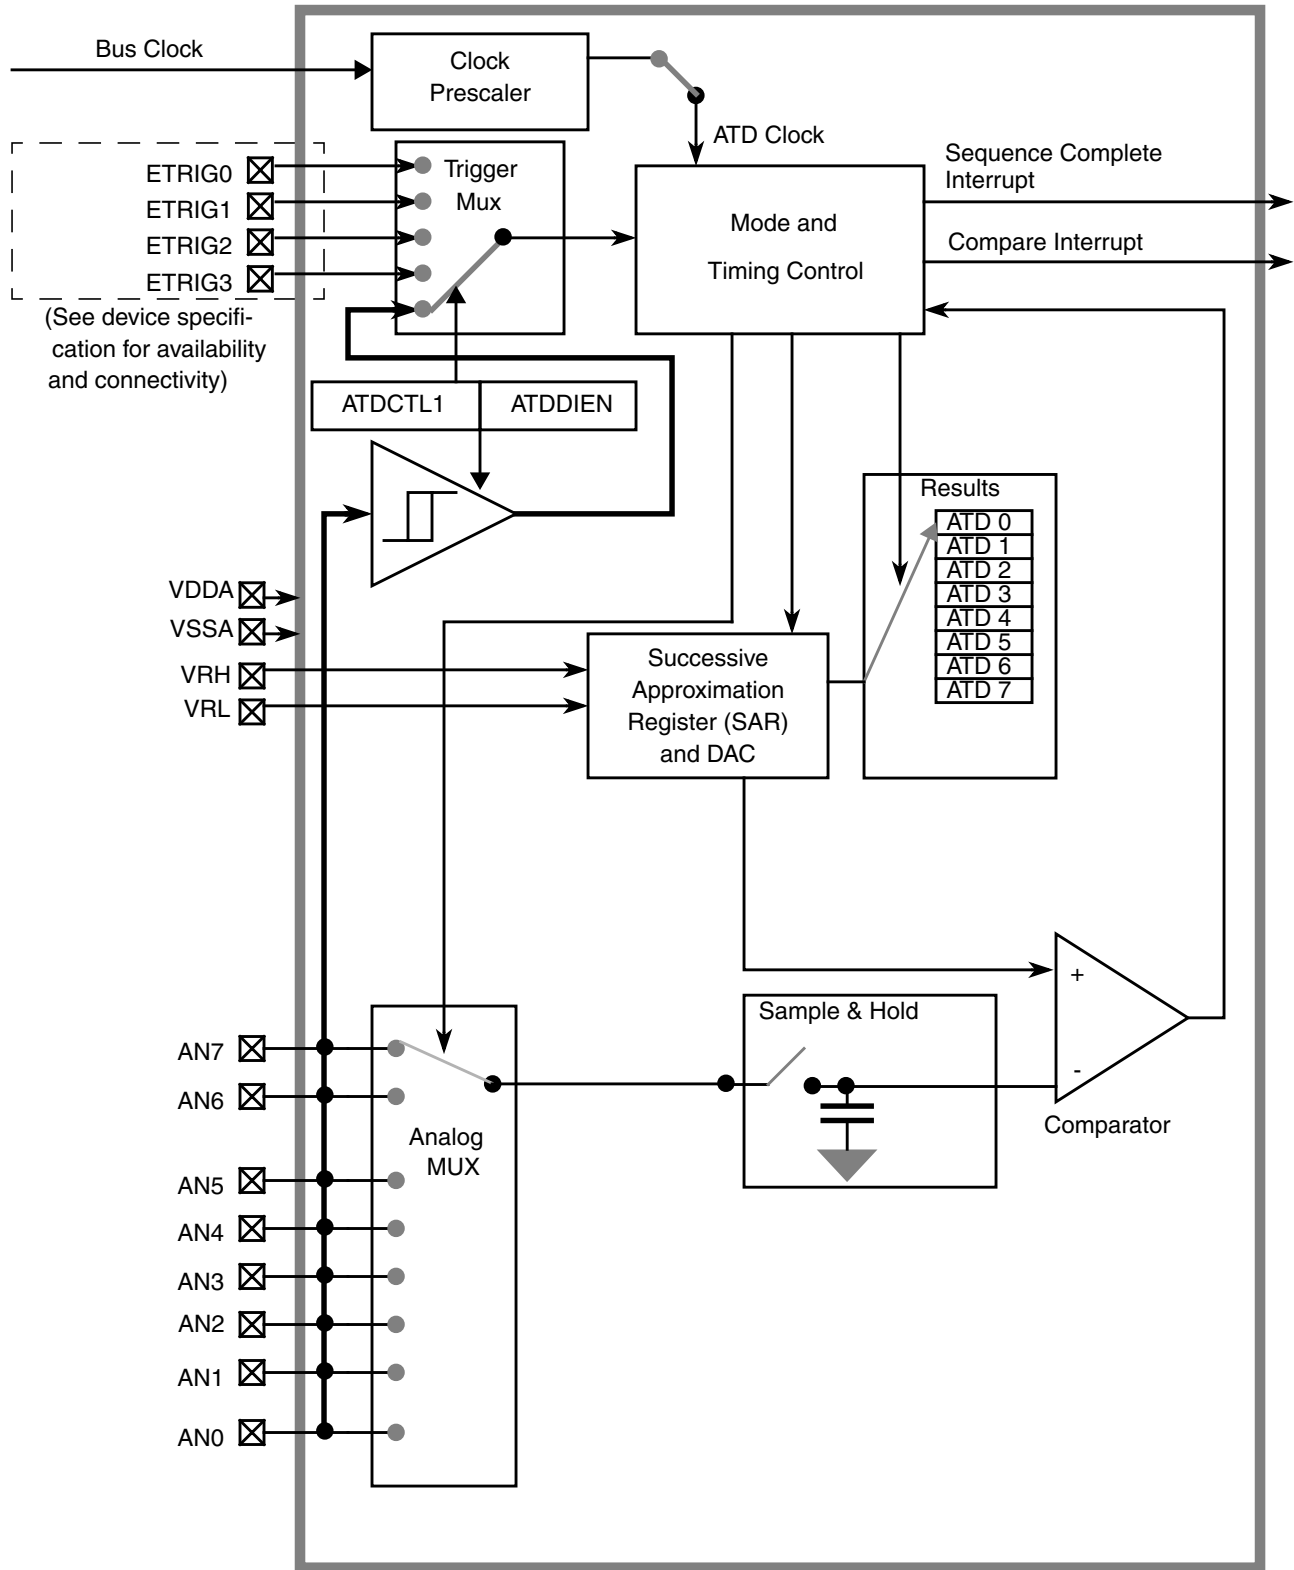 Bus Clock
Clock
Prescaler
ATD Clock
ETRIG0
ETRIG1
ETRIG2
ETRIG3
(See device specifi-
cation for availability
and connectivity)
Trigger
Mux
Mode and
Timing Control
Sequence Complete
Interrupt
Compare Interrupt
ATDCTL1
ATDDIEN
Results
ATD 0
ATD 1
ATD 2
ATD 3
ATD 4
ATD 5
ATD 6
ATD 7
VDDA
VSSA
VRH
VRL
Successive
Approximation
Register (SAR)
and DAC
Sample & Hold
+
-
Comparator
AN7
AN6
AN5
AN4
AN3
AN2
AN1
AN0
Analog
MUX